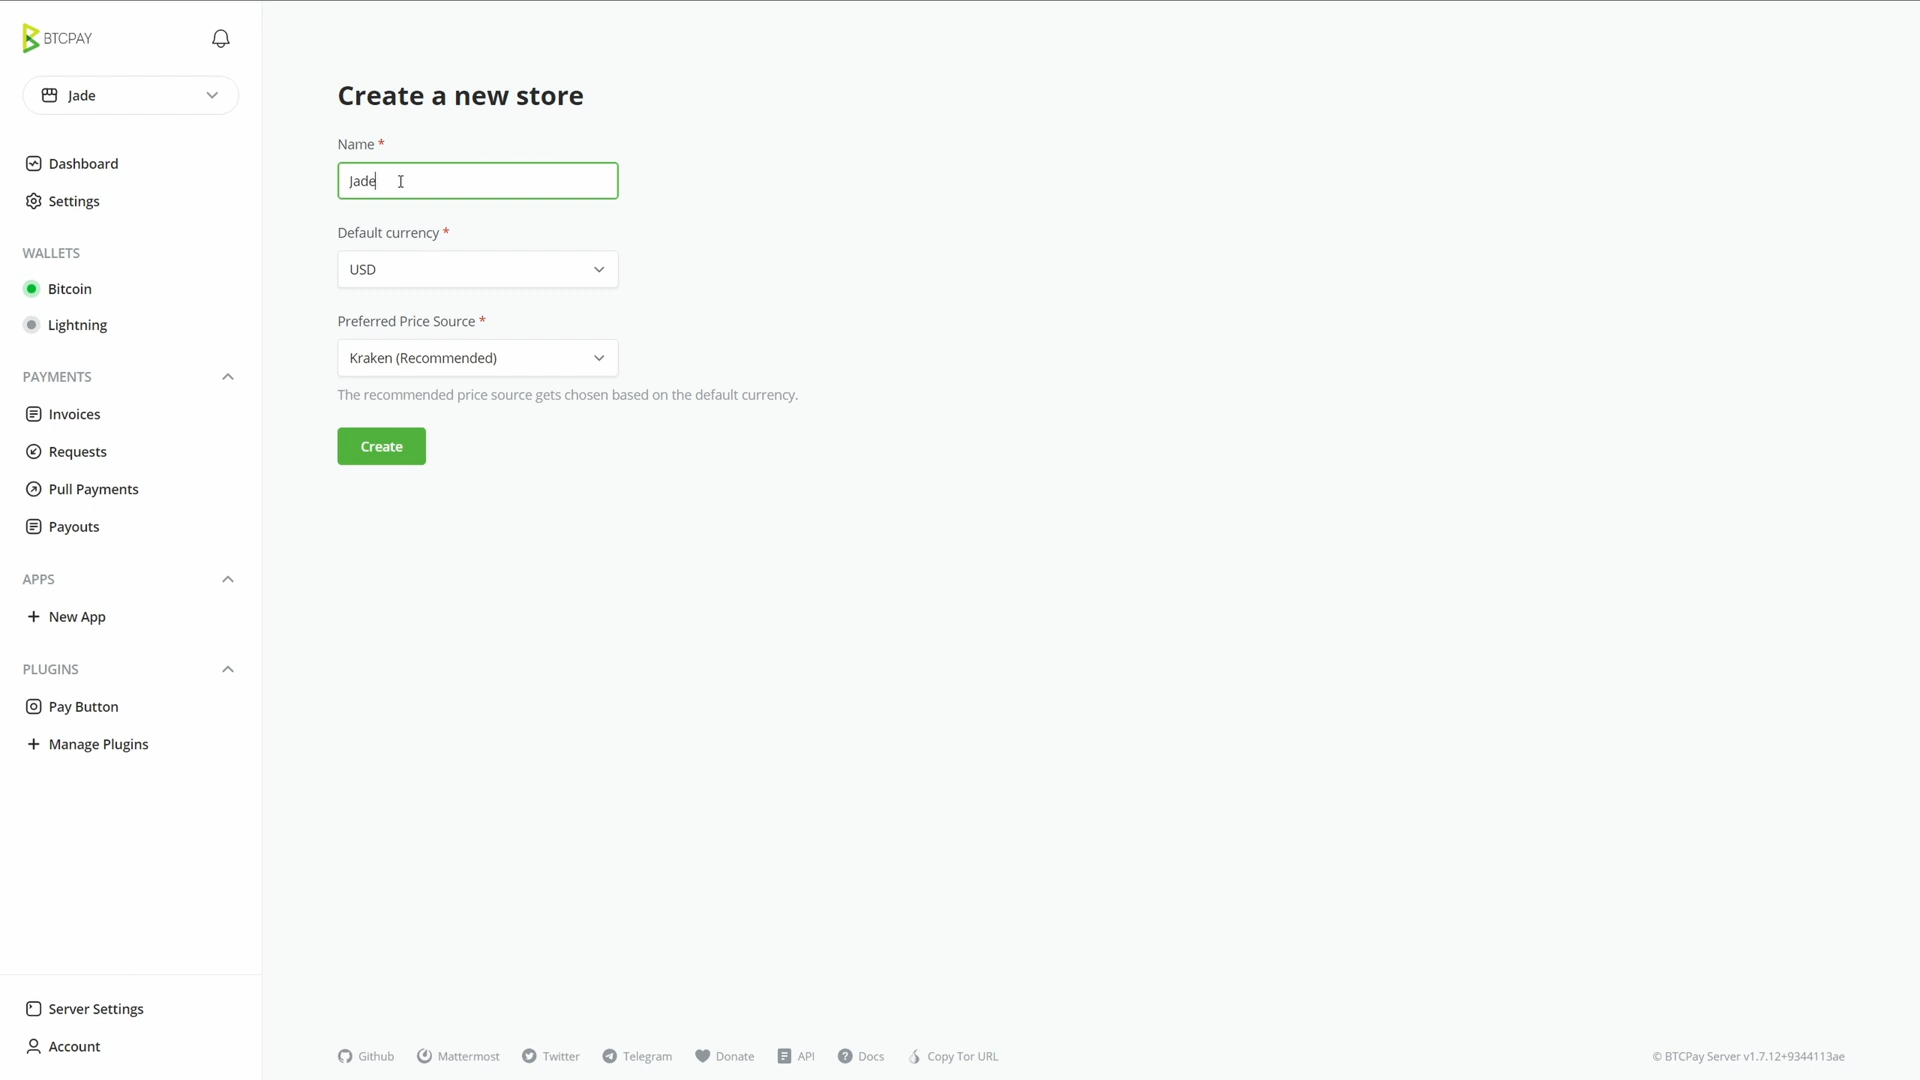 BTCPAY
Jade
Dashboard
Settings
WALLETS
Bitcoin
Lightning
PAYMENTS
Invoices
Requests
Pull Payments
Payouts
APPS
New App
PLUGINS
Pay Button
Manage Plugins
Server Settings
Account
Create a new store
Name *
Jade
Default currency *
USD
Preferred Price Source *
Kraken (Recommended)
The recommended price source gets chosen based on the default currency.
Create
Github Mattermost Twitter Telegram Donate API Docs Copy Tor URL
© BTCPay Server v1.7.12+9344113ae